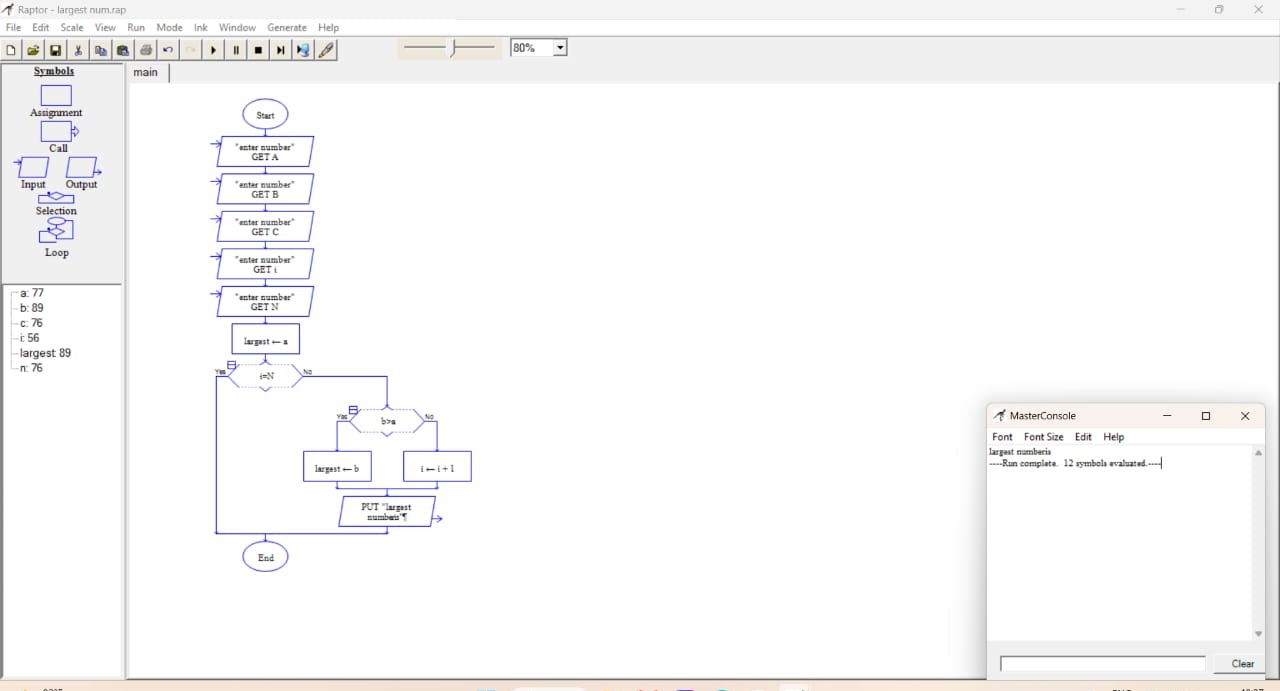 Raptor - largest num.rap
File Edit Scale View Run Mode Ink Window Generate Help
80%
Symbols
Assignment
Call
Input Output
Selection
Loop
a: 77
b: 89
c: 76
i: 56
largest: 89
n: 76
main
Start
"enter number"
GET A
"enter number"
GET B
"enter number"
GET C
"enter number"
GET i
"enter number"
GET N
largest ← a
Yes i=N No
Yes b>a No
largest ← b
i ← i + 1
PUT "largest
numberis"¶
End
MasterConsole
Font Font Size Edit Help
largest numberis
----Run complete. 12 symbols evaluated.----
Clear